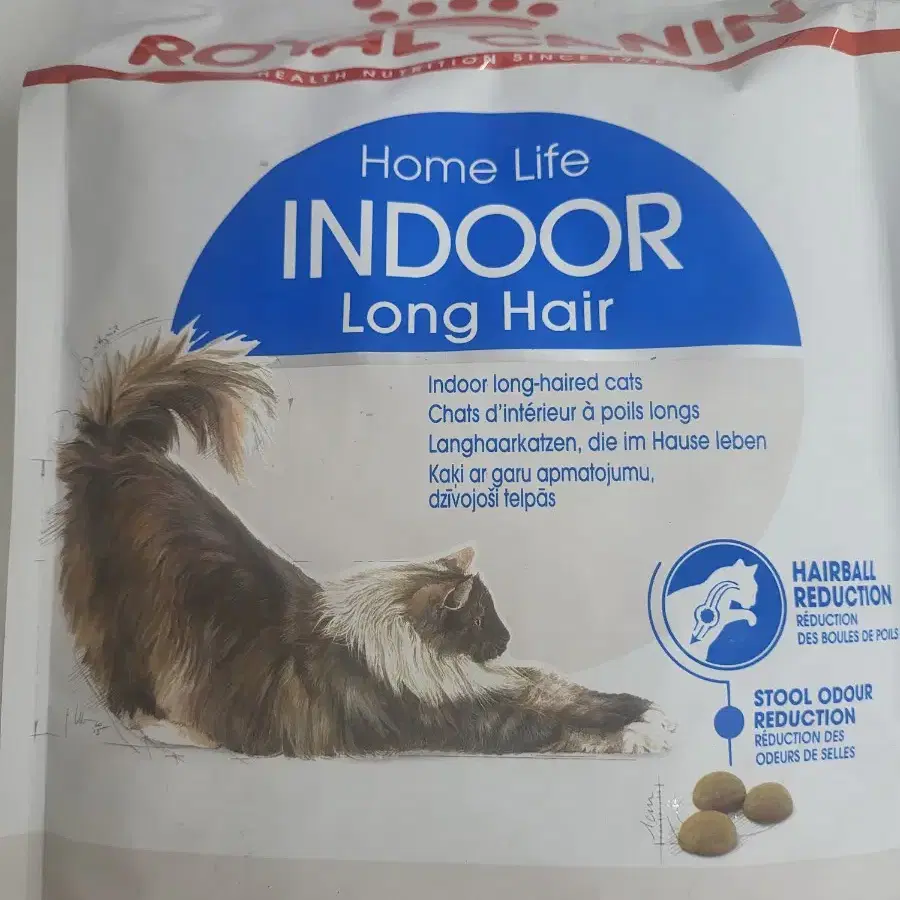 ROYAL CANIN
HEALTH NUTRITION SINCE 1968
Home Life
INDOOR
Long Hair
Indoor long-haired cats
Chats d'intérieur à poils longs
Langhaarkatzen, die im Hause leben
Kaķi ar garu apmatojumu,
dzīvojoši telpās
HAIRBALL
REDUCTION
RÉDUCTION
DES BOULES DE POILS
STOOL ODOUR
REDUCTION
RÉDUCTION DES
ODEURS DE SELLES
1cm